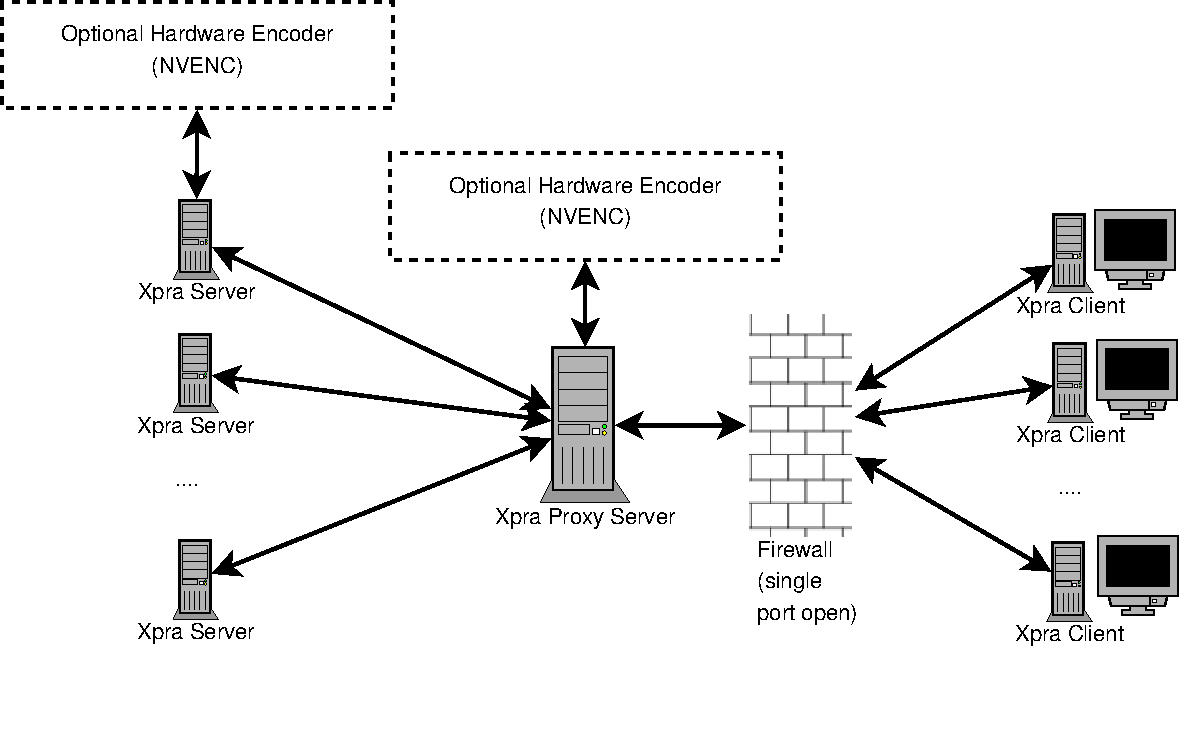 Optional Hardware Encoder
(NVENC)
Optional Hardware Encoder
(NVENC)
Xpra Server
Xpra Client
Xpra Server
Xpra Client
....
....
Xpra Proxy Server
Firewall
(single
port open)
Xpra Server
Xpra Client